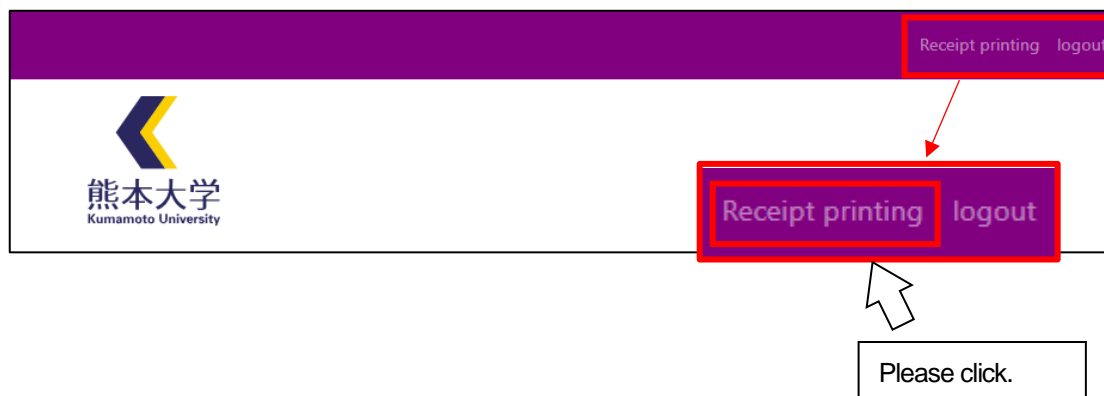 Receipt printing logout
熊本大学
Kumamoto University
Receipt printing logout
Please click.